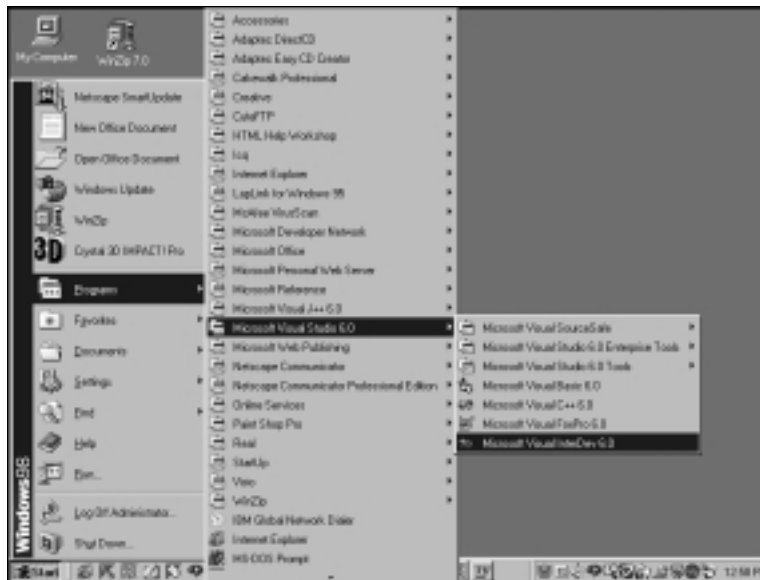 My Computer
WinZip 7.0
Netscape SmartUpdate
New Office Document
Open Office Document
Windows Update
WinZip
3D
Crystal 3D IMPACT! Pro
Programs
Favorites
Documents
Settings
Find
Help
Run...
Log Off Administrator...
Shut Down...
Windows98
Start
Accessories
Adaptec DirectCD
Adaptec Easy CD Creator
Cakewalk Professional
Creative
CuteFTP
HTML Help Workshop
Icq
Internet Explorer
LapLink for Windows 95
McAfee VirusScan
Microsoft Developer Network
Microsoft Office
Microsoft Personal Web Server
Microsoft Reference
Microsoft Visual J++ 6.0
Microsoft Visual Studio 6.0
Microsoft Web Publishing
Netscape Communicator
Netscape Communicator Professional Edition
Online Services
Paint Shop Pro
Real
StartUp
Visio
WinZip
IBM Global Network Dialer
Internet Explorer
MS-DOS Prompt
Microsoft Visual SourceSafe
Microsoft Visual Studio 6.0 Enterprise Tools
Microsoft Visual Studio 6.0 Tools
Microsoft Visual Basic 6.0
Microsoft Visual C++ 6.0
Microsoft Visual FoxPro 6.0
Microsoft Visual InterDev 6.0